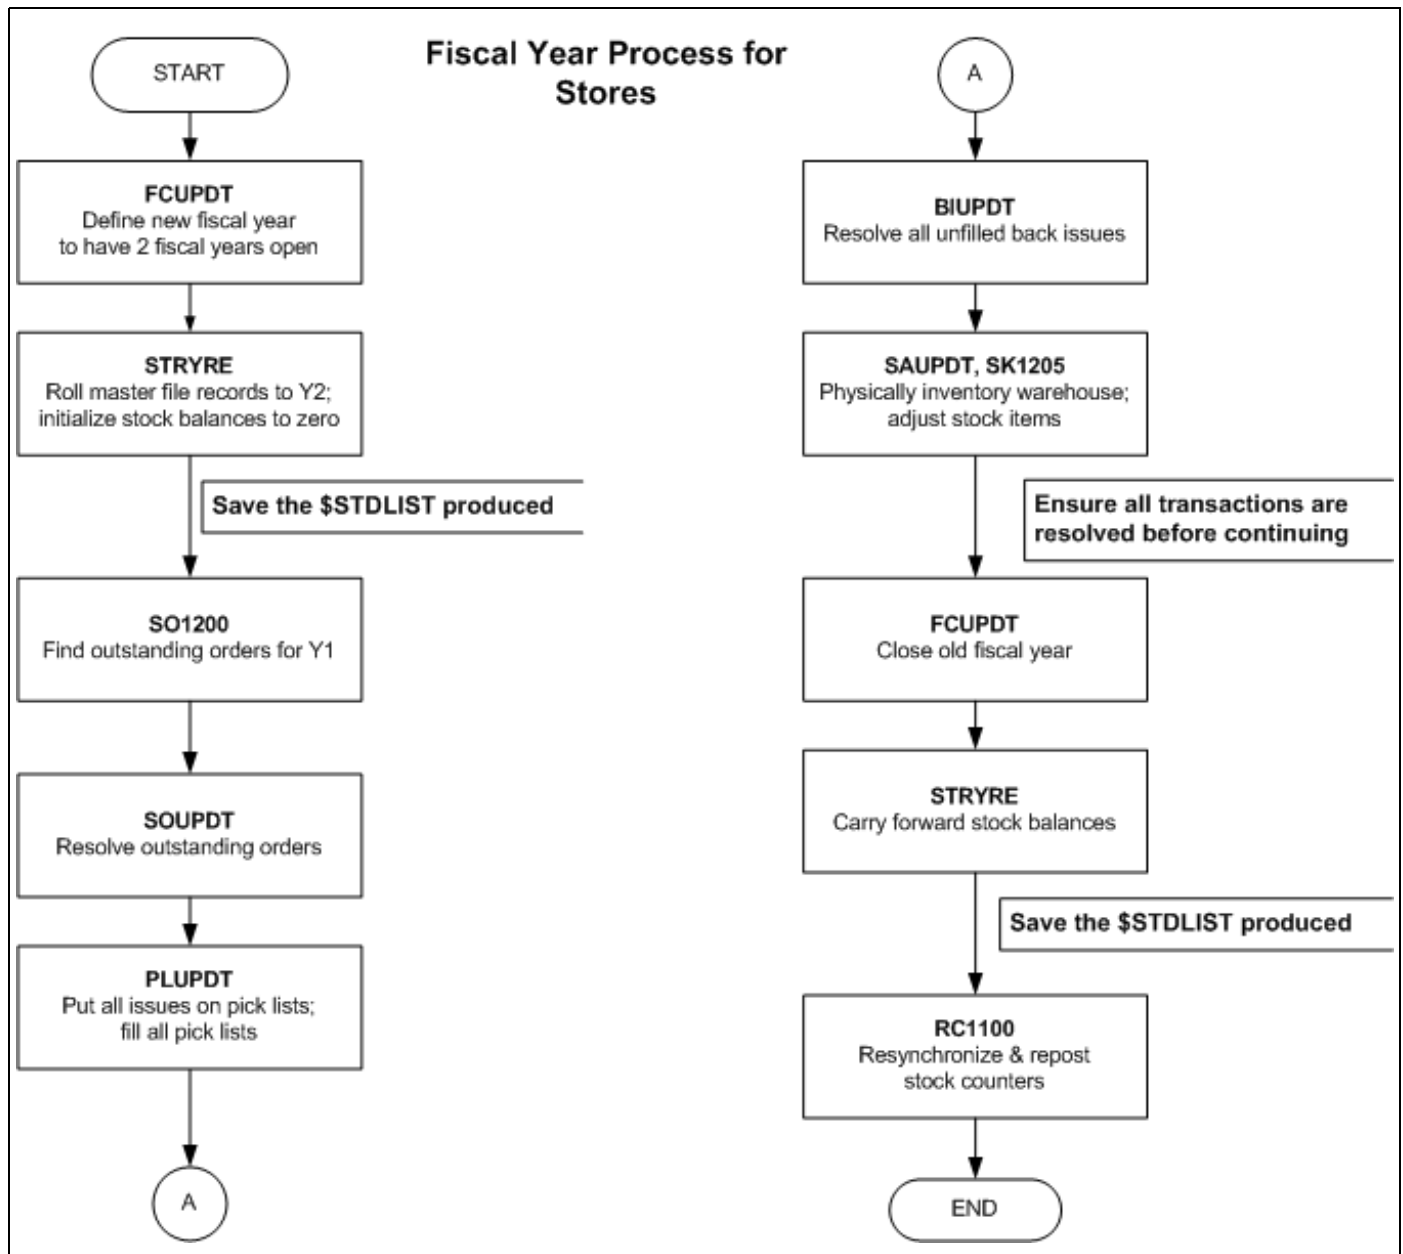 Fiscal Year Process for
Stores
START
FCUPDT
Define new fiscal year
to have 2 fiscal years open
STRYRE
Roll master file records to Y2;
initialize stock balances to zero
Save the $STDLIST produced
SO1200
Find outstanding orders for Y1
SOUPDT
Resolve outstanding orders
PLUPDT
Put all issues on pick lists;
fill all pick lists
A
A
BIUPDT
Resolve all unfilled back issues
SAUPDT, SK1205
Physically inventory warehouse;
adjust stock items
Ensure all transactions are
resolved before continuing
FCUPDT
Close old fiscal year
STRYRE
Carry forward stock balances
Save the $STDLIST produced
RC1100
Resynchronize & repost
stock counters
END